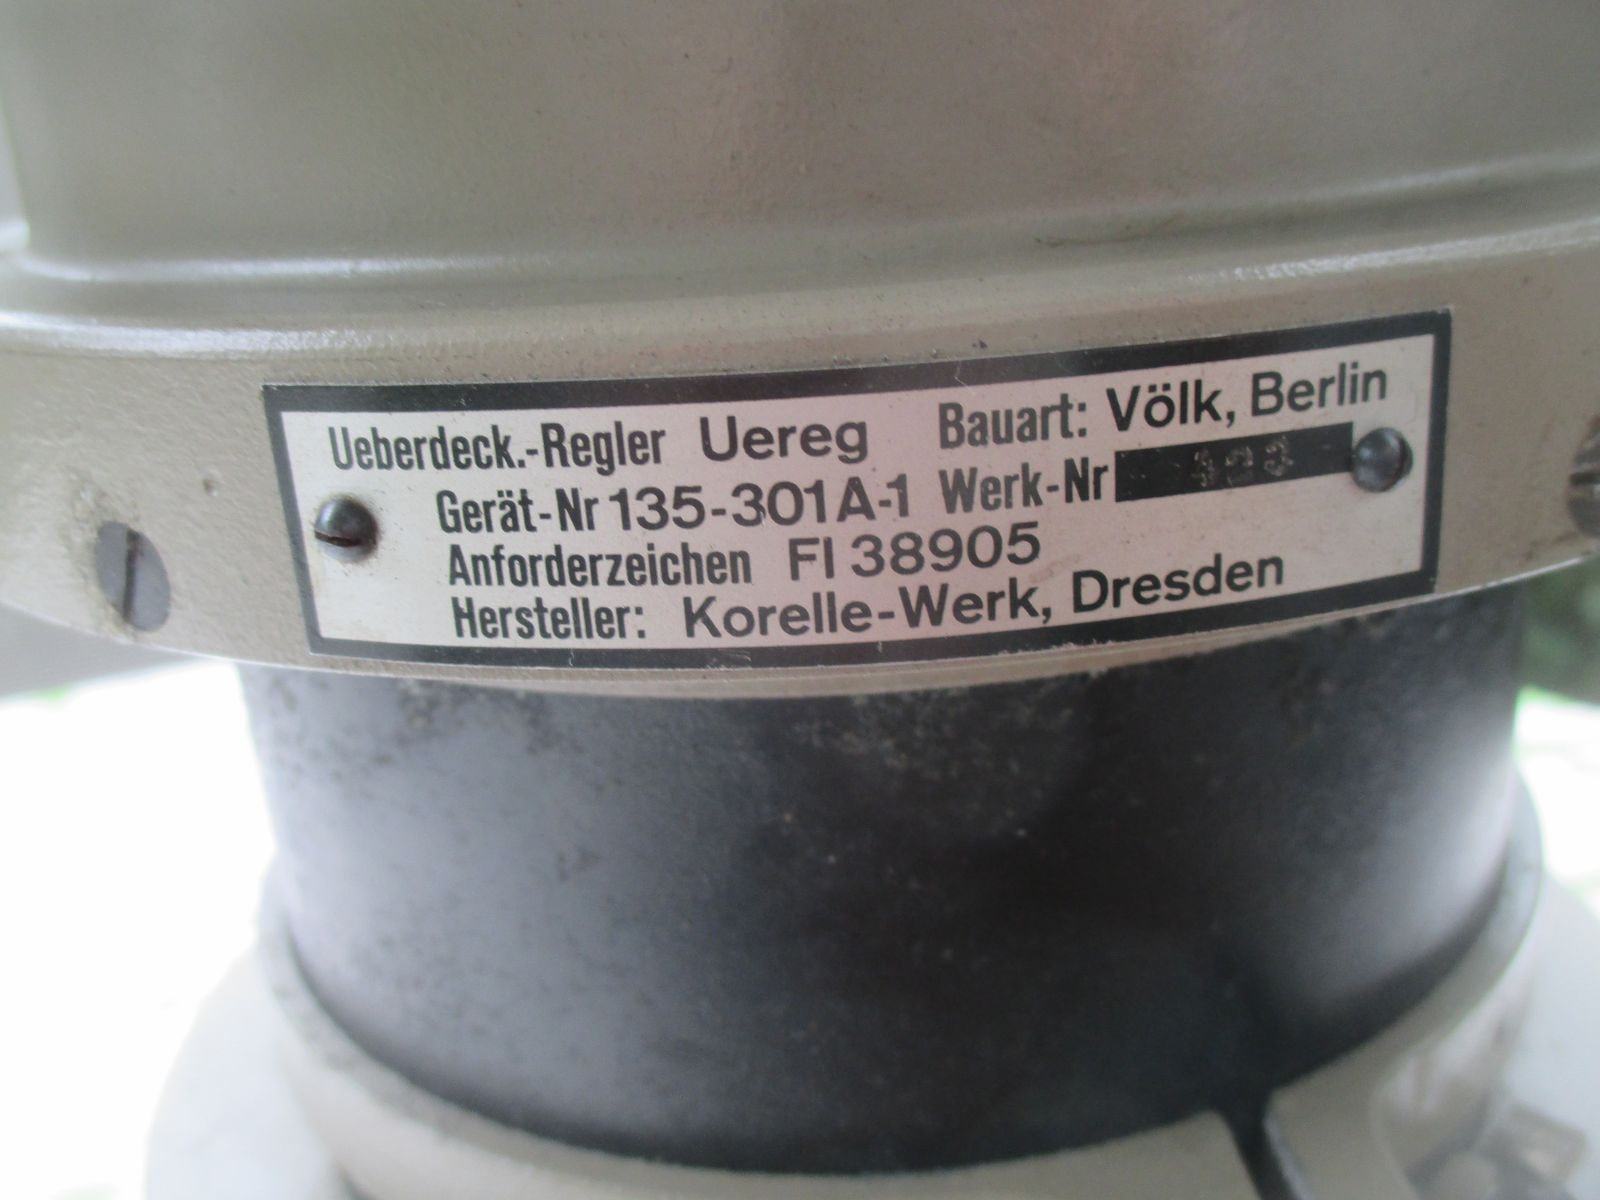 Ueberdeck.-Regler Uereg Bauart: Völk, Berlin
Gerät-Nr 135-301A-1 Werk-Nr
Anforderzeichen Fl 38905
Hersteller: Korelle-Werk, Dresden